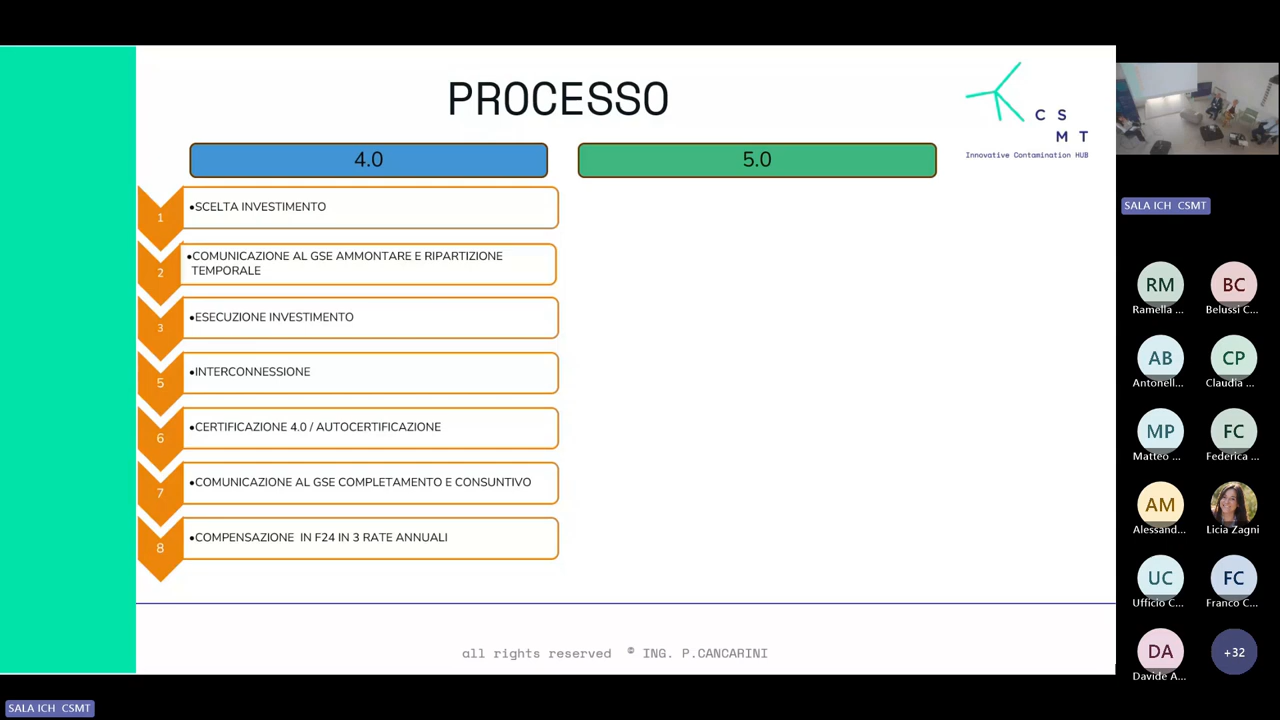 PROCESSO
C S
M T
Innovative Contamination HUB
4.0
5.0
1
•SCELTA INVESTIMENTO
2
•COMUNICAZIONE AL GSE AMMONTARE E RIPARTIZIONE
TEMPORALE
3
•ESECUZIONE INVESTIMENTO
5
•INTERCONNESSIONE
6
•CERTIFICAZIONE 4.0 / AUTOCERTIFICAZIONE
7
•COMUNICAZIONE AL GSE COMPLETAMENTO E CONSUNTIVO
8
•COMPENSAZIONE IN F24 IN 3 RATE ANNUALI
all rights reserved © ING. P.CANCARINI
SALA ICH CSMT
SALA ICH CSMT
RM
Ramella ...
BC
Belussi C...
AB
Antonell...
CP
Claudia ...
MP
Matteo ...
FC
Federica ...
AM
Alessand...
Licia Zagni
UC
Ufficio C...
FC
Franco C...
DA
Davide A...
+32